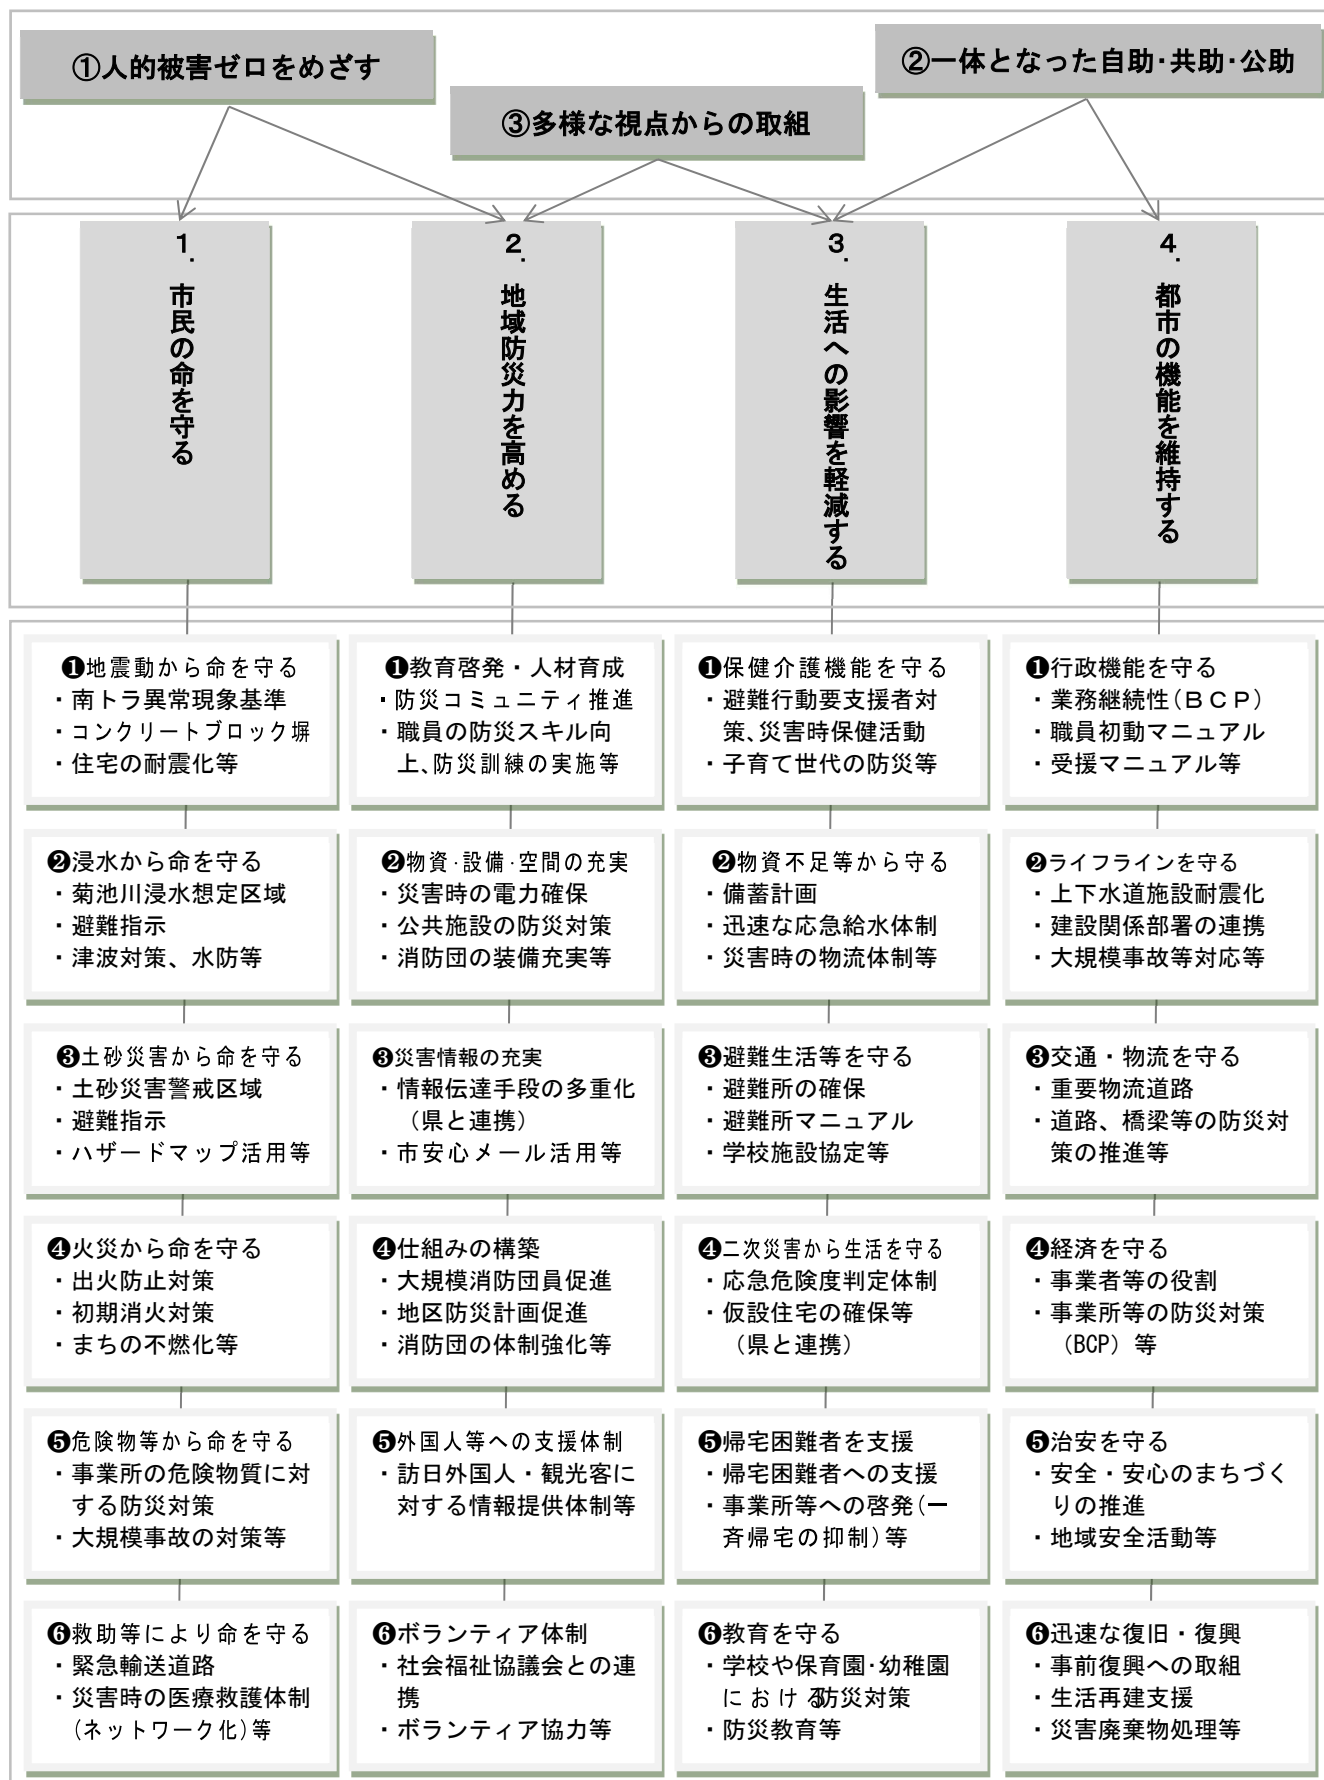 ①人的被害ゼロをめざす
②一体となった自助・共助・公助
③多様な視点からの取組
1．市民の命を守る
2．地域防災力を高める
3．生活への影響を軽減する
4．都市の機能を維持する
❶地震動から命を守る
・南トラ異常現象基準
・コンクリートブロック塀
・住宅の耐震化等
❷浸水から命を守る
・菊池川浸水想定区域
・避難指示
・津波対策、水防等
❸土砂災害から命を守る
・土砂災害警戒区域
・避難指示
・ハザードマップ活用等
❹火災から命を守る
・出火防止対策
・初期消火対策
・まちの不燃化等
❺危険物等から命を守る
・事業所の危険物質に対
する防災対策
・大規模事故の対策等
❻救助等により命を守る
・緊急輸送道路
・災害時の医療救護体制
(ネットワーク化)等
❶教育啓発・人材育成
・防災コミュニティ推進
・職員の防災スキル向
上、防災訓練の実施等
❷物資・設備・空間の充実
・災害時の電力確保
・公共施設の防災対策
・消防団の装備充実等
❸災害情報の充実
・情報伝達手段の多重化
（県と連携）
・市安心メール活用等
❹仕組みの構築
・大規模消防団員促進
・地区防災計画促進
・消防団の体制強化等
❺外国人等への支援体制
・訪日外国人・観光客に
対する情報提供体制等
❻ボランティア体制
・社会福祉協議会との連
携
・ボランティア協力等
❶保健介護機能を守る
・避難行動要支援者対
策、災害時保健活動
・子育て世代の防災等
❷物資不足等から守る
・備蓄計画
・迅速な応急給水体制
・災害時の物流体制等
❸避難生活等を守る
・避難所の確保
・避難所マニュアル
・学校施設協定等
❹二次災害から生活を守る
・応急危険度判定体制
・仮設住宅の確保等
（県と連携）
❺帰宅困難者を支援
・帰宅困難者への支援
・事業所等への啓発(一
斉帰宅の抑制)等
❻教育を守る
・学校や保育園・幼稚園
における防災対策
・防災教育等
❶行政機能を守る
・業務継続性(ＢＣＰ)
・職員初動マニュアル
・受援マニュアル等
❷ライフラインを守る
・上下水道施設耐震化
・建設関係部署の連携
・大規模事故等対応等
❸交通・物流を守る
・重要物流道路
・道路、橋梁等の防災対
策の推進等
❹経済を守る
・事業者等の役割
・事業所等の防災対策
（BCP）等
❺治安を守る
・安全・安心のまちづく
りの推進
・地域安全活動等
❻迅速な復旧・復興
・事前復興への取組
・生活再建支援
・災害廃棄物処理等